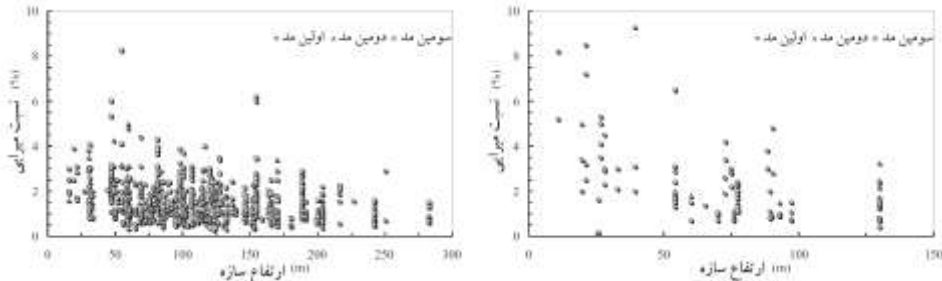 10
8
6
4
2
0
نسبت میرایی (%)
سومین مد * دومین مد * اولین مد *
0 50 100 150 200 250 300
ارتفاع سازه (m)
10
8
6
4
2
0
نسبت میرایی (%)
سومین مد * دومین مد * اولین مد *
0 50 100 150
ارتفاع سازه (m)